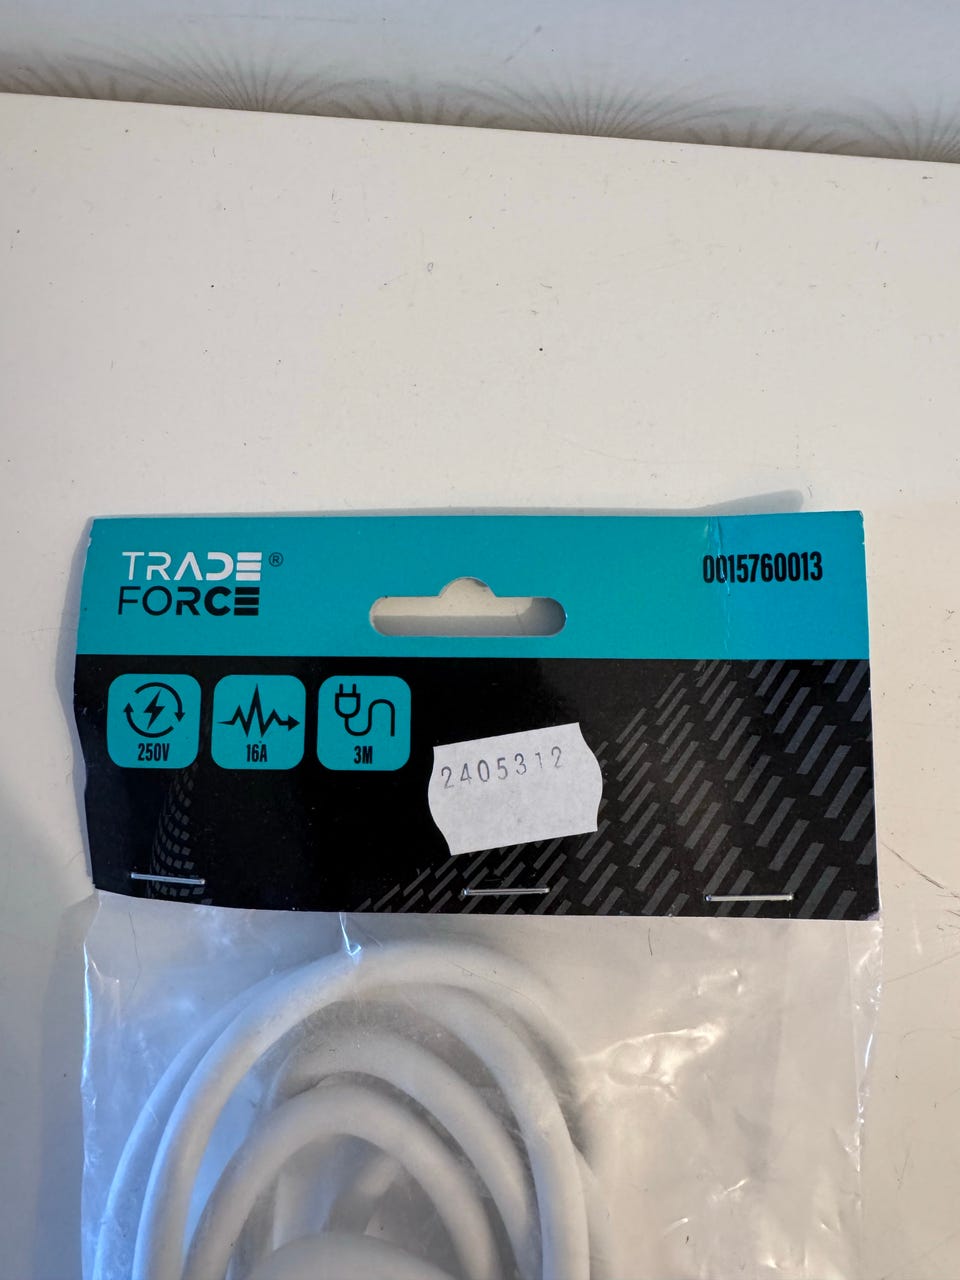 TRADE ®
FORCE
0015760013
250V
16A
3M
2405312